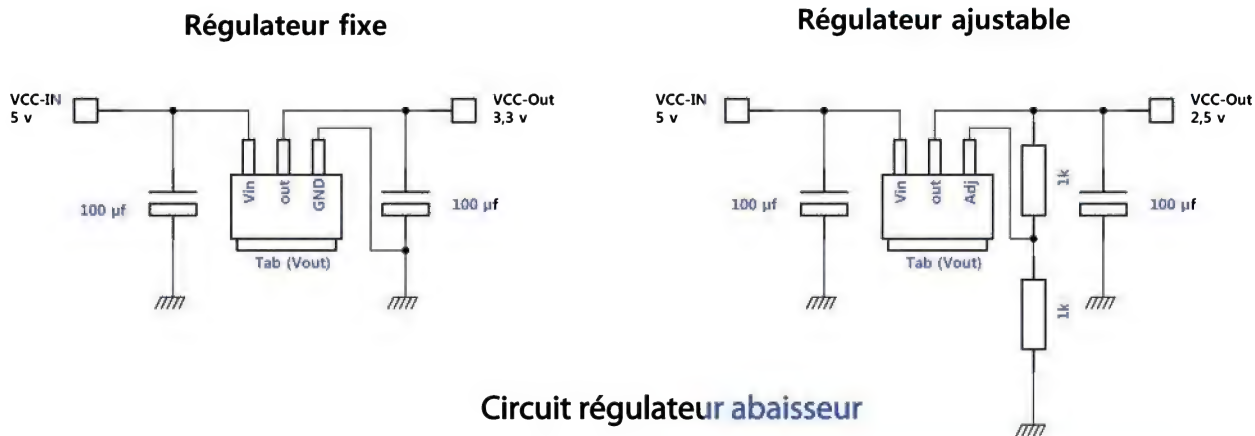 Régulateur fixe
Régulateur ajustable
VCC-IN
5 v
VCC-Out
3,3 v
Vin
out
GND
100 µf
100 µf
Tab (Vout)
VCC-IN
5 v
VCC-Out
2,5 v
Vin
out
Adj
1k
100 µf
100 µf
Tab (Vout)
1k
Circuit régulateur abaisseur